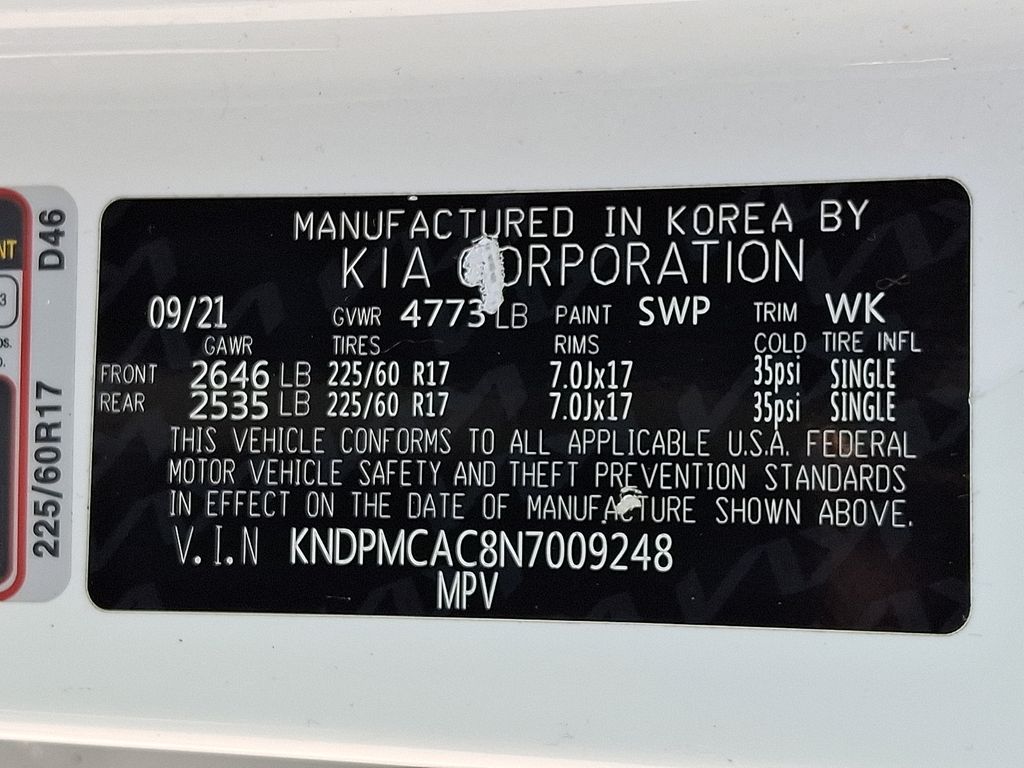 MANUFACTURED IN KOREA BY
KIA CORPORATION
09/21 GVWR 4773 LB PAINT SWP TRIM WK
GAWR TIRES RIMS COLD TIRE INFL
FRONT 2646 LB 225/60 R17 7.0Jx17 35psi SINGLE
REAR 2535 LB 225/60 R17 7.0Jx17 35psi SINGLE
THIS VEHICLE CONFORMS TO ALL APPLICABLE U.S.A. FEDERAL
MOTOR VEHICLE SAFETY AND THEFT PREVENTION STANDARDS
IN EFFECT ON THE DATE OF MANUFACTURE SHOWN ABOVE.
V.I.N KNDPMCAC8N7009248
MPV
225/60R17 D46